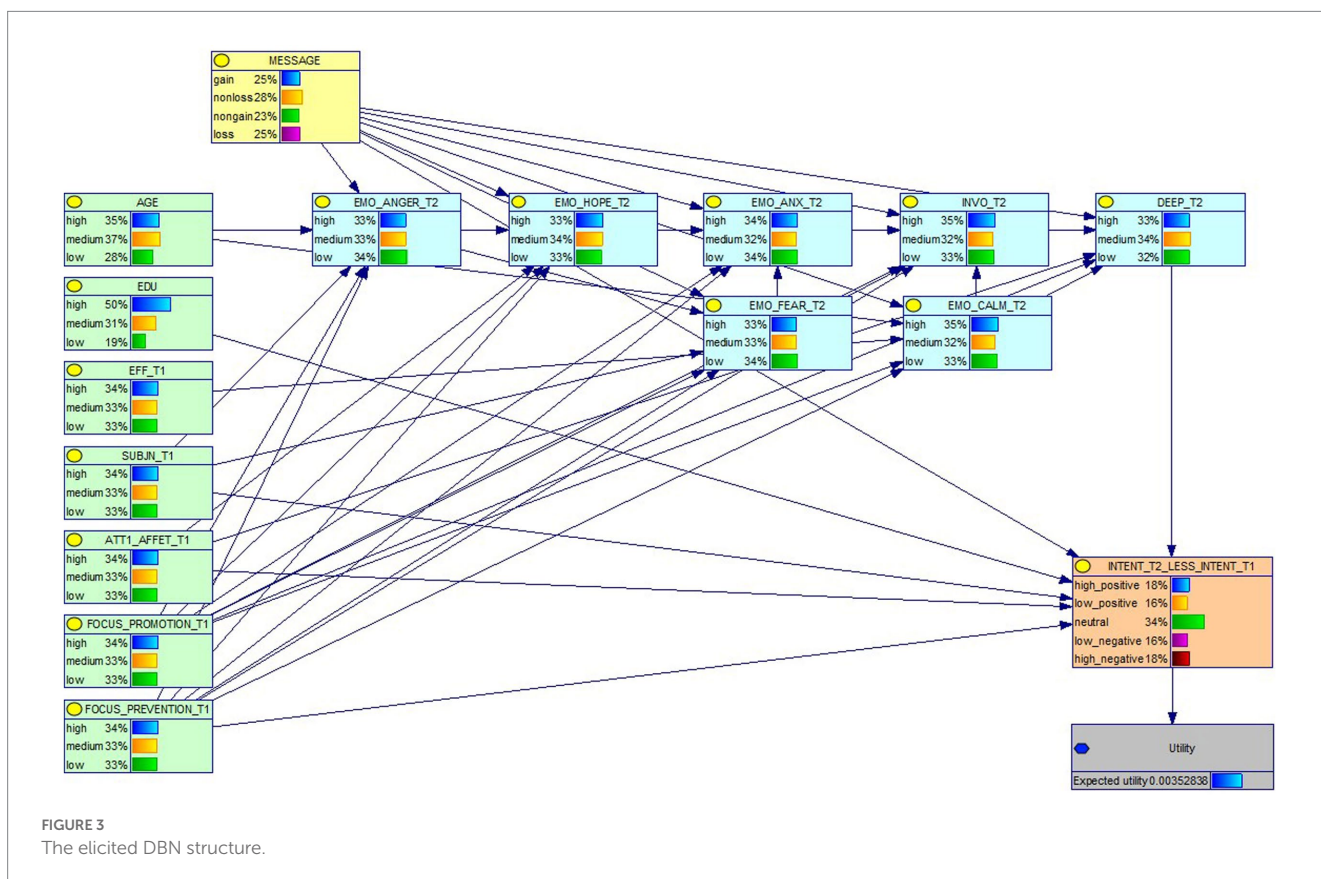 MESSAGE
gain 25%
nonloss 28%
nongain 23%
loss 25%
AGE
high 35%
medium 37%
low 28%
EMO_ANGER_T2
high 33%
medium 33%
low 34%
EMO_HOPE_T2
high 33%
medium 34%
low 33%
EMO_ANX_T2
high 34%
medium 32%
low 34%
INVO_T2
high 35%
medium 32%
low 33%
DEEP_T2
high 33%
medium 34%
low 32%
EDU
high 50%
medium 31%
low 19%
EMO_FEAR_T2
high 33%
medium 33%
low 34%
EMO_CALM_T2
high 35%
medium 32%
low 33%
EFF_T1
high 34%
medium 33%
low 33%
SUBJN_T1
high 34%
medium 33%
low 33%
ATT1_AFFET_T1
high 34%
medium 33%
low 33%
FOCUS_PROMOTION_T1
high 34%
medium 33%
low 33%
FOCUS_PREVENTION_T1
high 34%
medium 33%
low 33%
INTENT_T2_LESS_INTENT_T1
high_positive 18%
low_positive 16%
neutral 34%
low_negative 16%
high_negative 18%
Utility
Expected utility 0.00352838
FIGURE 3
The elicited DBN structure.